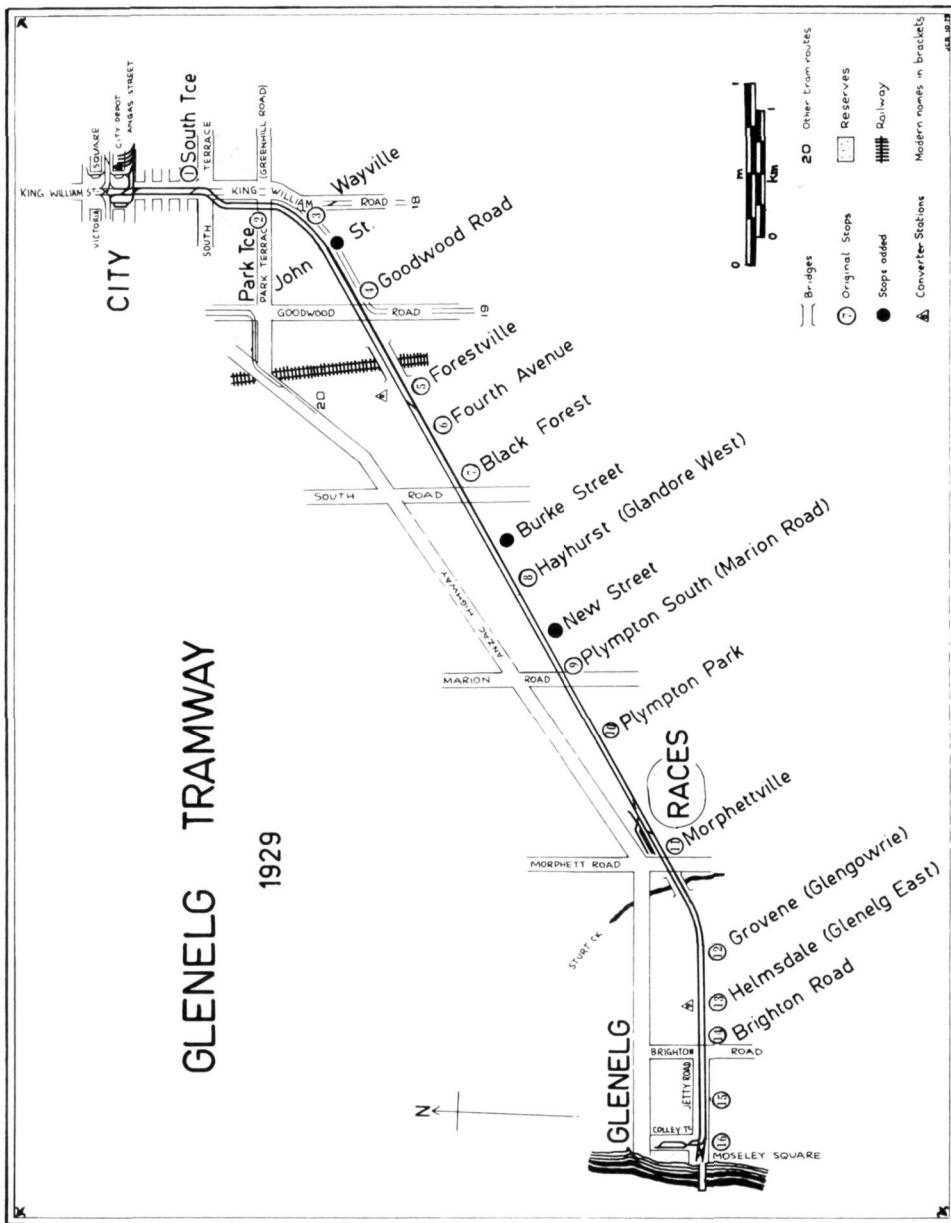 GLENELG TRAMWAY
1929
CITY
KING WILLIAM ST.
VICTORIA
SQUARE
CITY DEPOT
ANGAS STREET
1
South Tce
SOUTH
TERRACE
Park Tce
PARK TERRACE
2
(GREENHILL ROAD)
KING WILLIAM
ROAD
18
3
Wayville
John St.
4
Goodwood Road
GOODWOOD
ROAD
19
20
5
Forestville
6
Fourth Avenue
7
Black Forest
SOUTH
ROAD
Burke Street
8
Hayhurst (Glandore West)
New Street
9
Plympton South (Marion Road)
ANZAC HIGHWAY
MARION
ROAD
10
Plympton Park
RACES
11
Morphettville
MORPHETT ROAD
STURT CK
12
Grovene (Glengowrie)
13
Helmsdale (Glenelg East)
14
Brighton Road
BRIGHTON
ROAD
GLENELG
JETTY ROAD
15
COLLEY TCE
16
MOSELEY SQUARE
N
0 m 1
0 Km 1
Bridges
20 Other tram routes
7 Original Stops
Reserves
Stops added
Railway
Converter Stations
Modern names in brackets